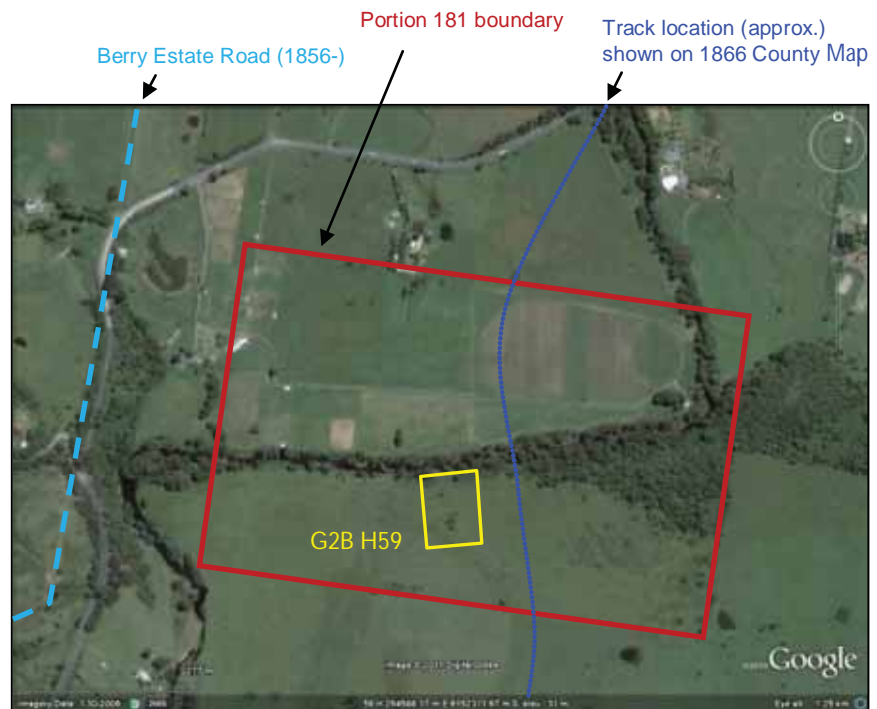 Portion 181 boundary
Berry Estate Road (1856-)
Track location (approx.)
shown on 1866 County Map
G2B H59
Google